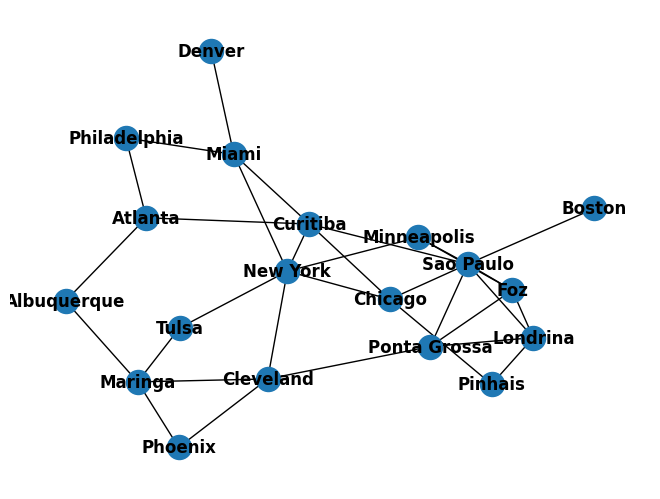 Denver
Philadelphia
Miami
Boston
Atlanta
Curitiba
Minneapolis
Sao Paulo
New York
Foz
Albuquerque
Chicago
Tulsa
Londrina
Ponta Grossa
Maringa
Cleveland
Pinhais
Phoenix